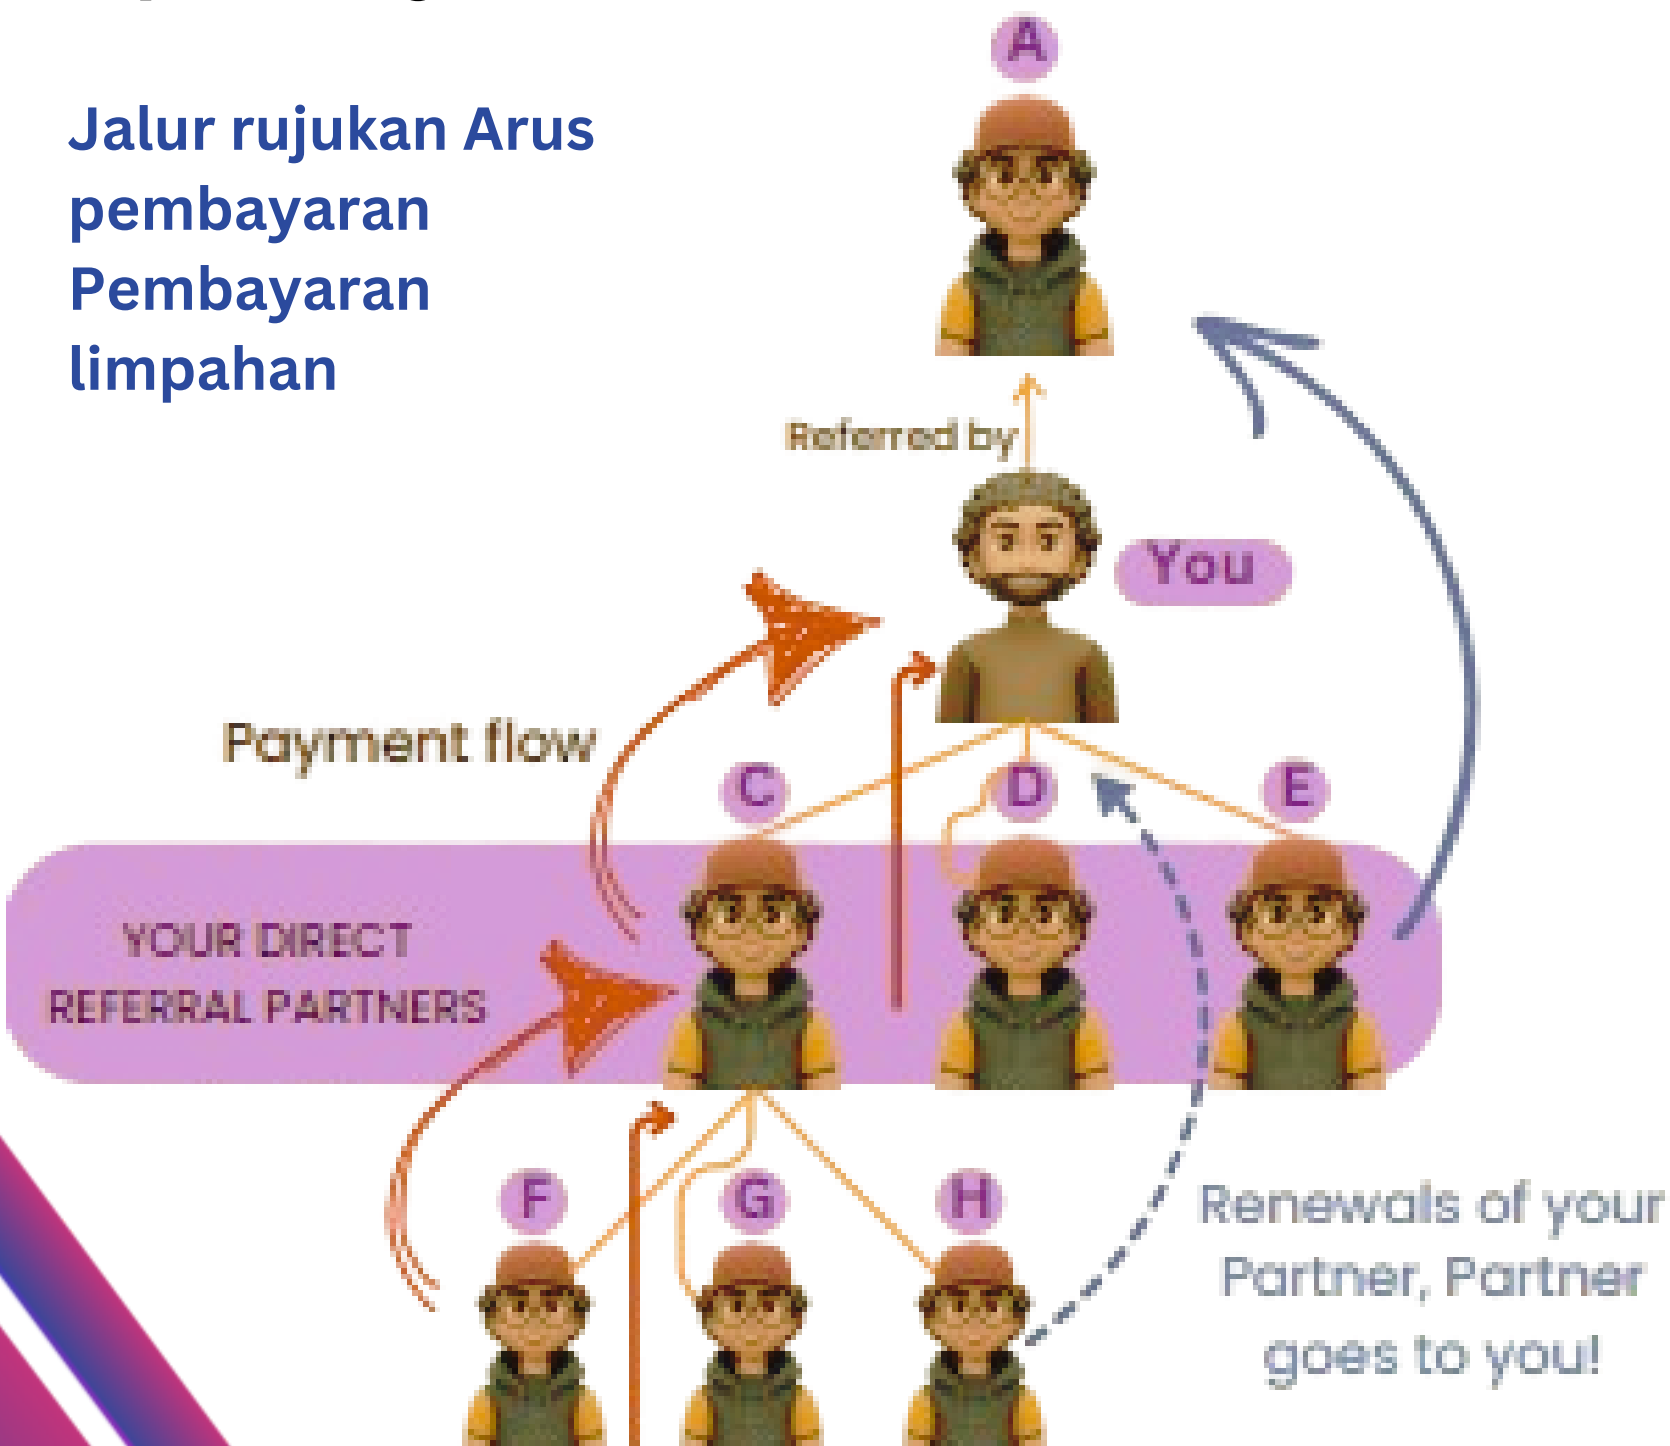 A
Jalur rujukan Arus
pembayaran
Pembayaran
limpahan
Referred by
You
Payment flow
C
D
E
YOUR DIRECT
REFERRAL PARTNERS
F
G
H
Renewals of your
Partner, Partner
goes to you!